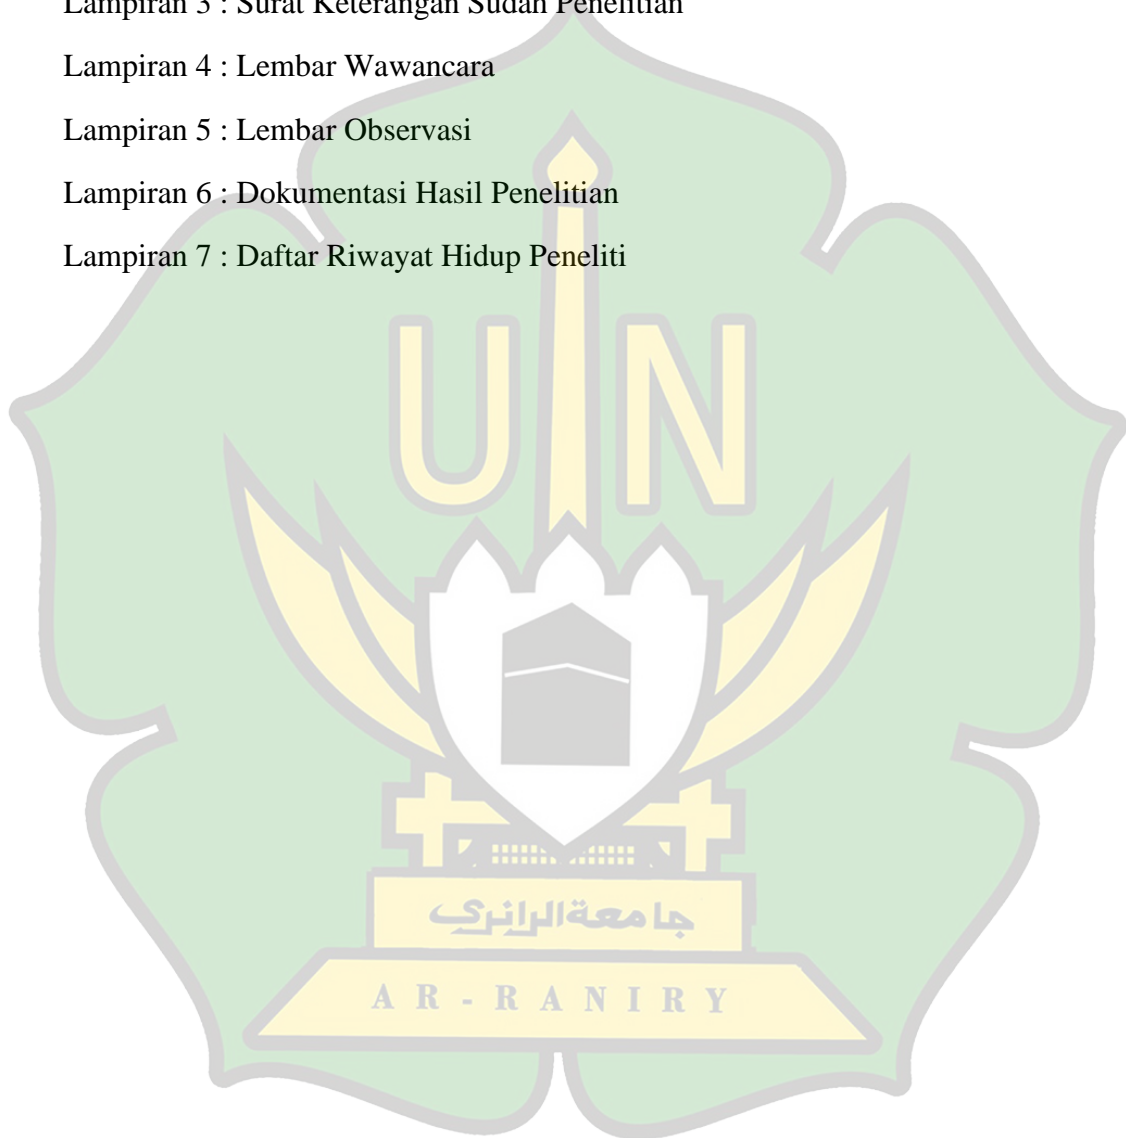 Lampiran 3 : Surat Keterangan Sudah Penelitian
Lampiran 4 : Lembar Wawancara
Lampiran 5 : Lembar Observasi
Lampiran 6 : Dokumentasi Hasil Penelitian
Lampiran 7 : Daftar Riwayat Hidup Peneliti
UIN
جامعة الرانري
AR-RANIRY